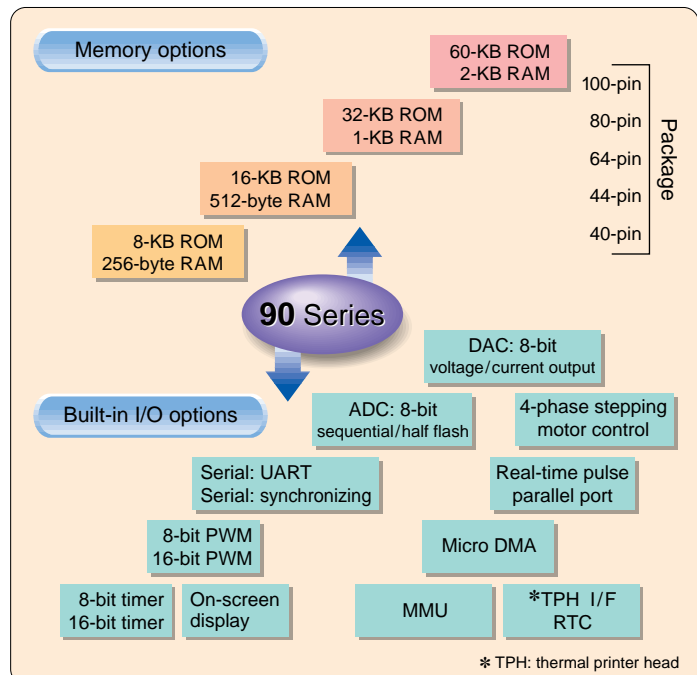 Memory options
60-KB ROM
2-KB RAM
32-KB ROM
1-KB RAM
16-KB ROM
512-byte RAM
8-KB ROM
256-byte RAM
100-pin
80-pin
64-pin
44-pin
40-pin
Package
90 Series
Built-in I/O options
DAC: 8-bit
voltage/current output
ADC: 8-bit
sequential/half flash
4-phase stepping
motor control
Serial: UART
Serial: synchronizing
Real-time pulse
parallel port
8-bit PWM
16-bit PWM
Micro DMA
8-bit timer
16-bit timer
On-screen
display
MMU
*TPH I/F
RTC
* TPH: thermal printer head